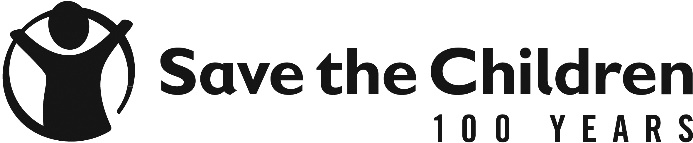 Save the Children
100 YEARS